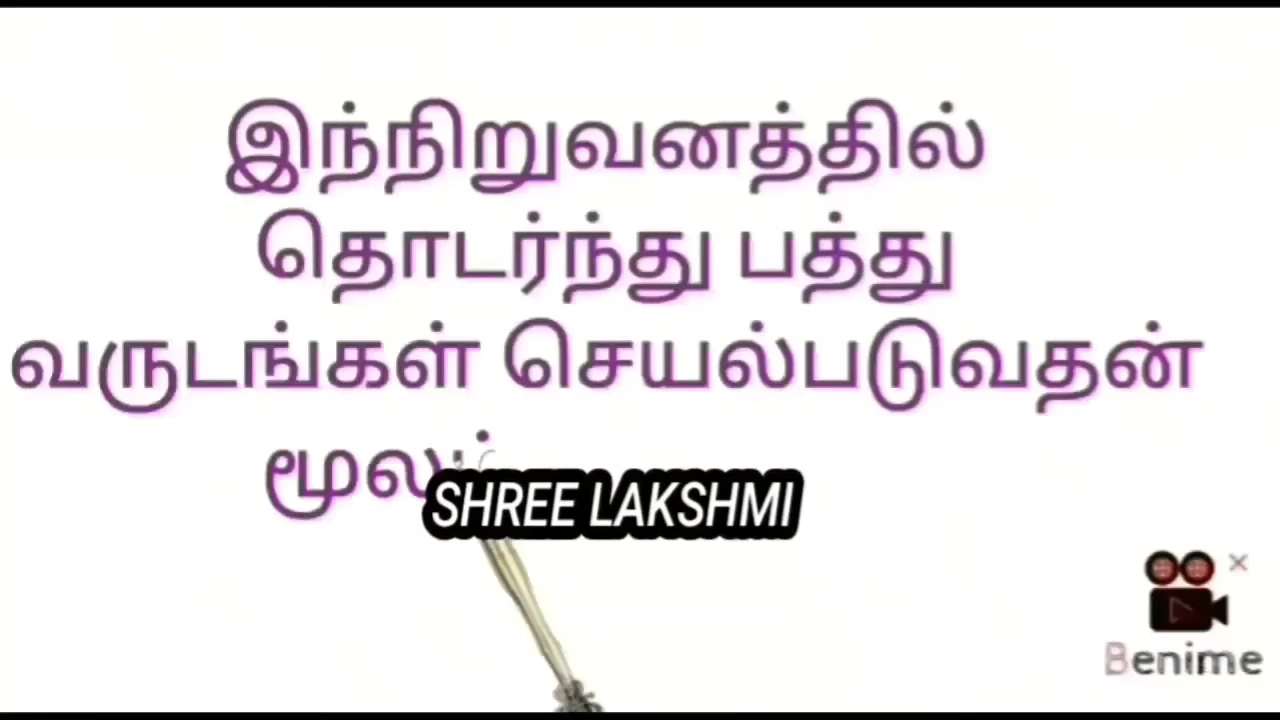 இந்நிறுவனத்தில்
தொடர்ந்து பத்து
வருடங்கள் செயல்படுவதன்
SHREE LAKSHMI
Benime